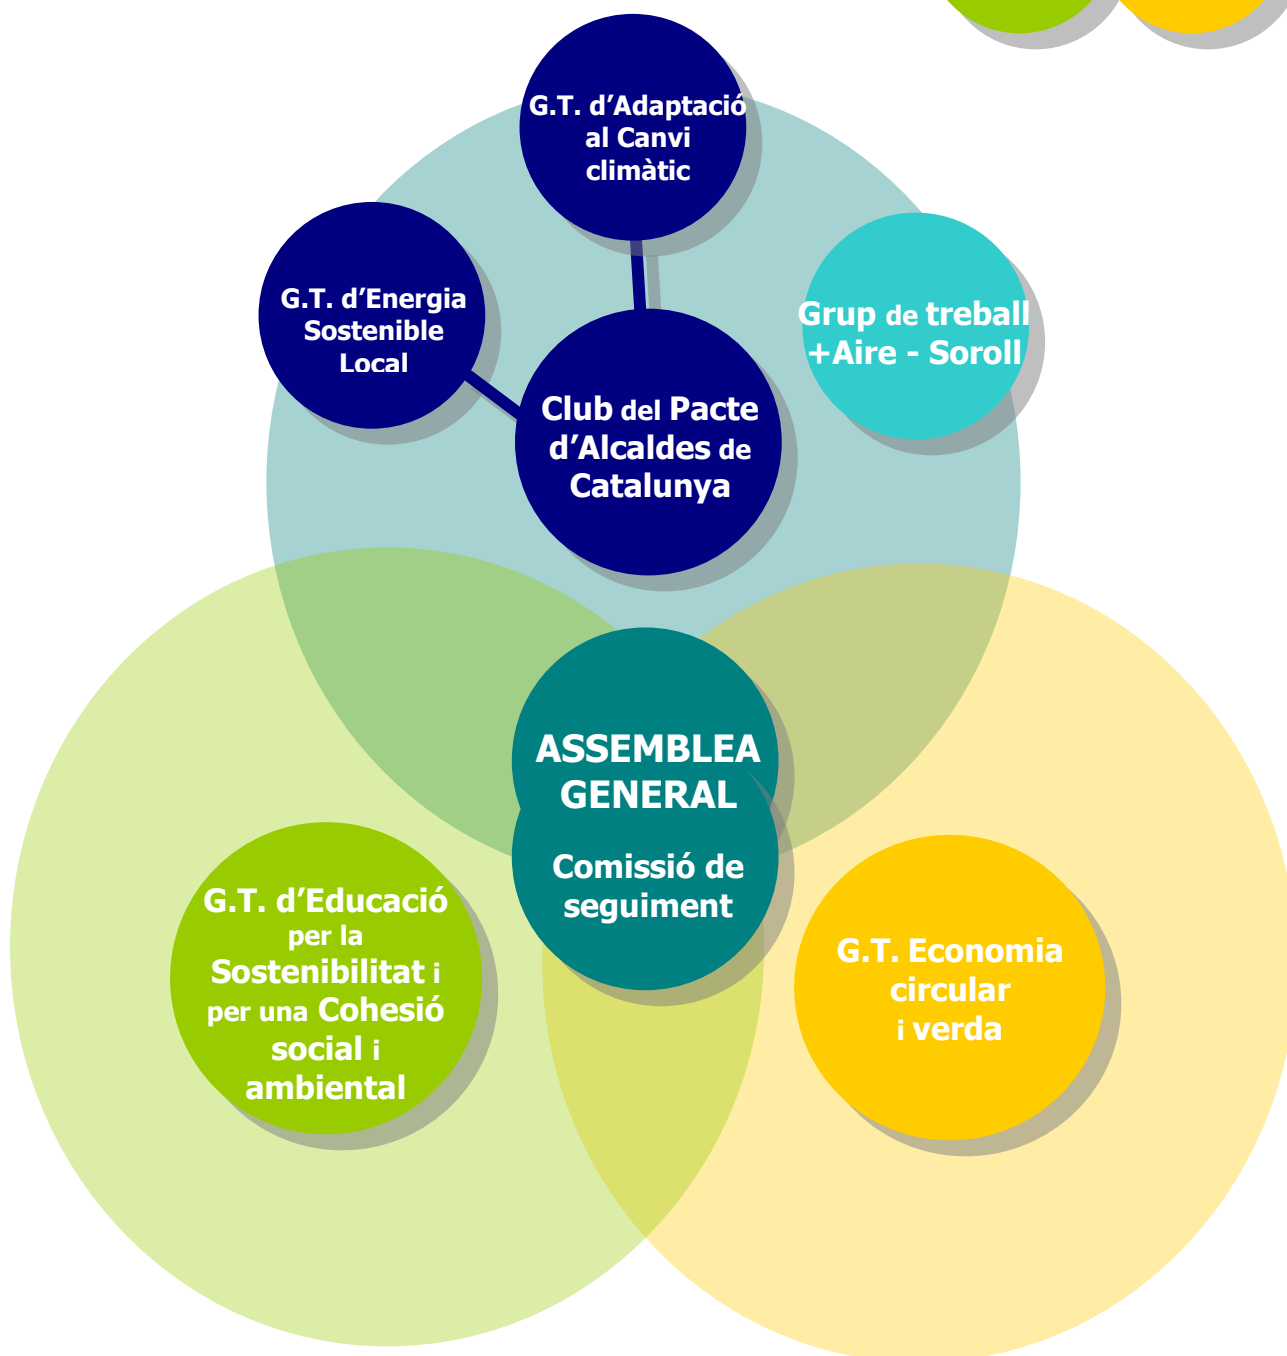 G.T. d'Adaptació
al Canvi
climàtic
G.T. d'Energia
Sostenible
Local
Grup de treball
+Aire - Soroll
Club del Pacte
d'Alcaldes de
Catalunya
ASSEMBLEA
GENERAL
Comissió de
seguiment
G.T. d'Educació
per la
Sostenibilitat i
per una Cohesió
social i
ambiental
G.T. Economia
circular
i verda